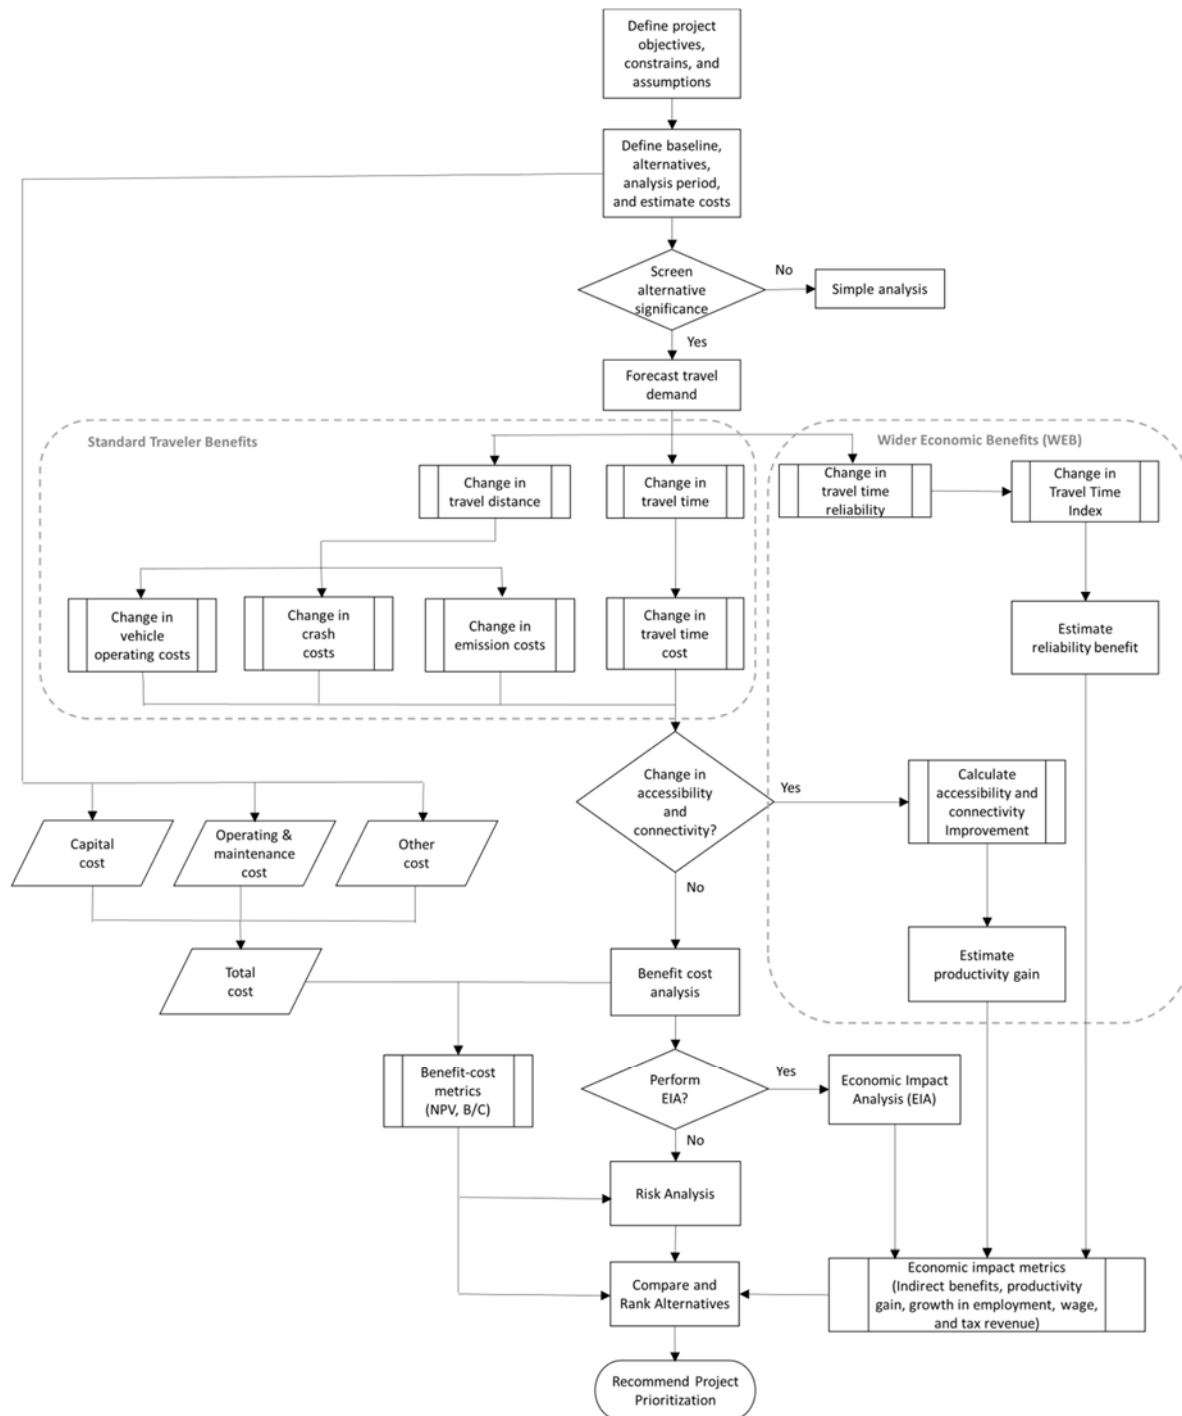 Define project
objectives,
constrains, and
assumptions
Define baseline,
alternatives,
analysis period,
and estimate costs
Screen
alternative
significance
No
Simple analysis
Yes
Forecast travel
demand
Standard Traveler Benefits
Wider Economic Benefits (WEB)
Change in
travel distance
Change in
travel time
Change in
travel time
reliability
Change in
Travel Time
Index
Change in
vehicle
operating costs
Change in
crash
costs
Change in
emission costs
Change in
travel time
cost
Estimate
reliability benefit
Change in
accessibility
and
connectivity?
Yes
Calculate
accessibility and
connectivity
Improvement
No
Capital
cost
Operating &
maintenance
cost
Other
cost
Total
cost
Benefit cost
analysis
Estimate
productivity gain
Benefit-cost
metrics
(NPV, B/C)
Perform
EIA?
Yes
Economic Impact
Analysis (EIA)
No
Risk Analysis
Compare and
Rank Alternatives
Economic impact metrics
(Indirect benefits, productivity
gain, growth in employment, wage,
and tax revenue)
Recommend Project
Prioritization